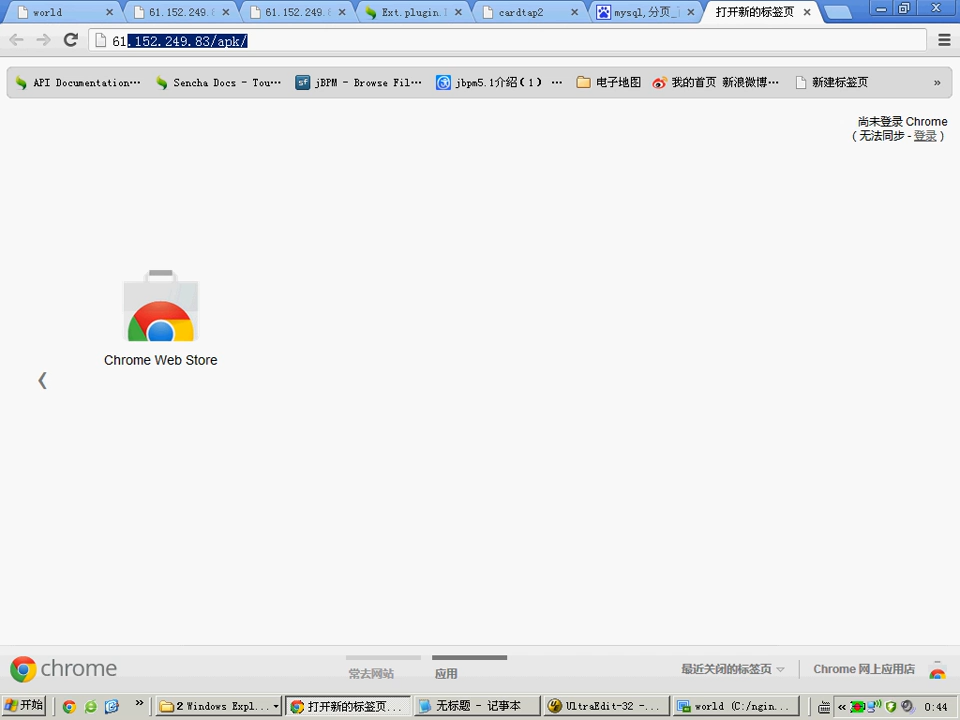 world
61.152.249.
61.152.249.
Ext.plugin.
cardtap2
mysql,分页_
打开新的标签页
61.152.249.83/apk/
API Documentation…
Sencha Docs - Tou…
jBPM - Browse Fil…
jbpm5.1介绍(1) …
电子地图
我的首页 新浪微博…
新建标签页
»
尚未登录 Chrome
( 无法同步 - 登录 )
Chrome Web Store
chrome
常去网站
应用
最近关闭的标签页
Chrome 网上应用店
开始
»
2 Windows Expl...
打开新的标签页...
无标题 - 记事本
UltraEdit-32 -...
world (C:/ngin...
«
0:44